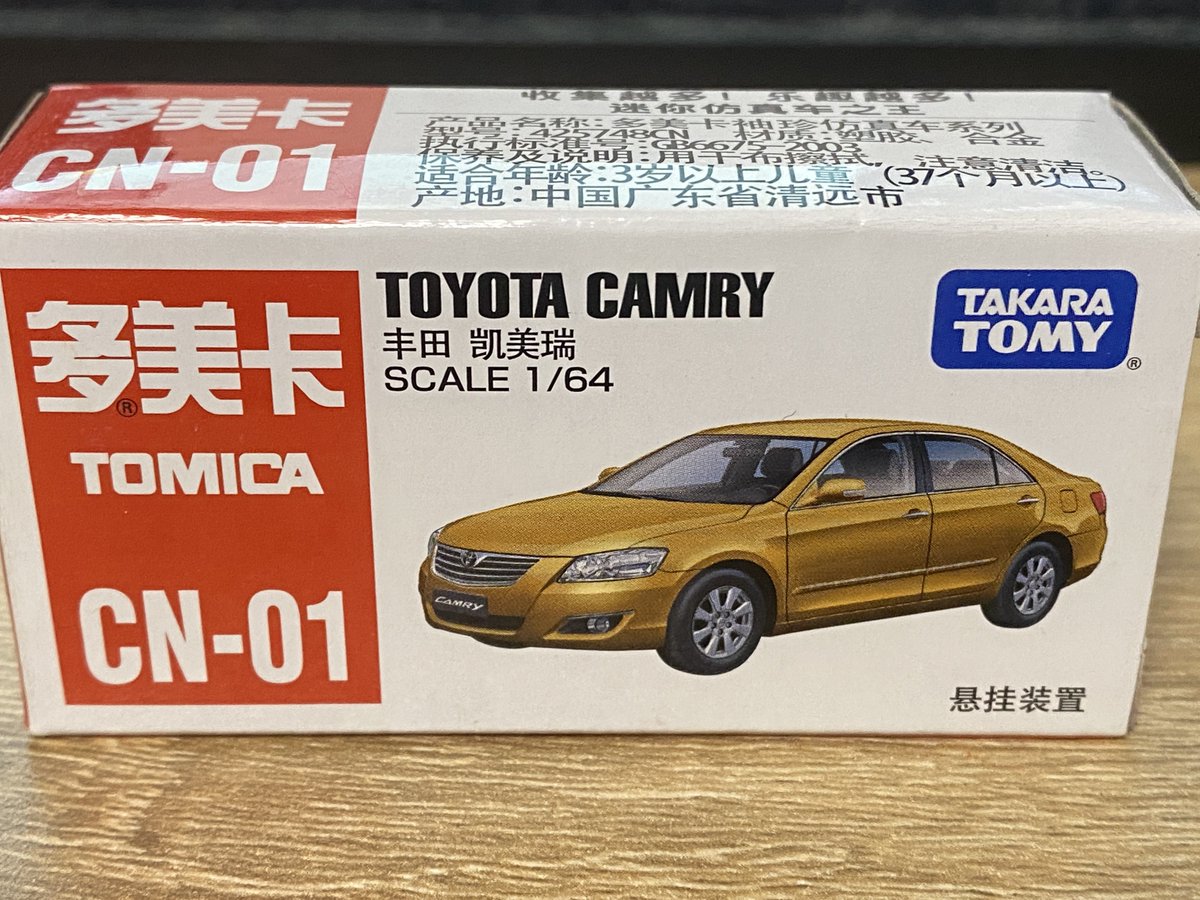 多美卡
CN-01
收集越多！乐趣越多！
迷你仿真车之王
产品名称：多美卡袖珍仿真车系列
型号：425748CN 材质：塑胶、合金
执行标准号：GB6675-2003
保养及说明：用干布擦拭，注意清洁。
适合年龄：3岁以上儿童 (37个月以上)
产地：中国广东省清远市
多美卡
®
TOMICA
CN-01
TOYOTA CAMRY
丰田 凯美瑞
SCALE 1/64
TAKARA
TOMY
®
CAMRY
悬挂装置